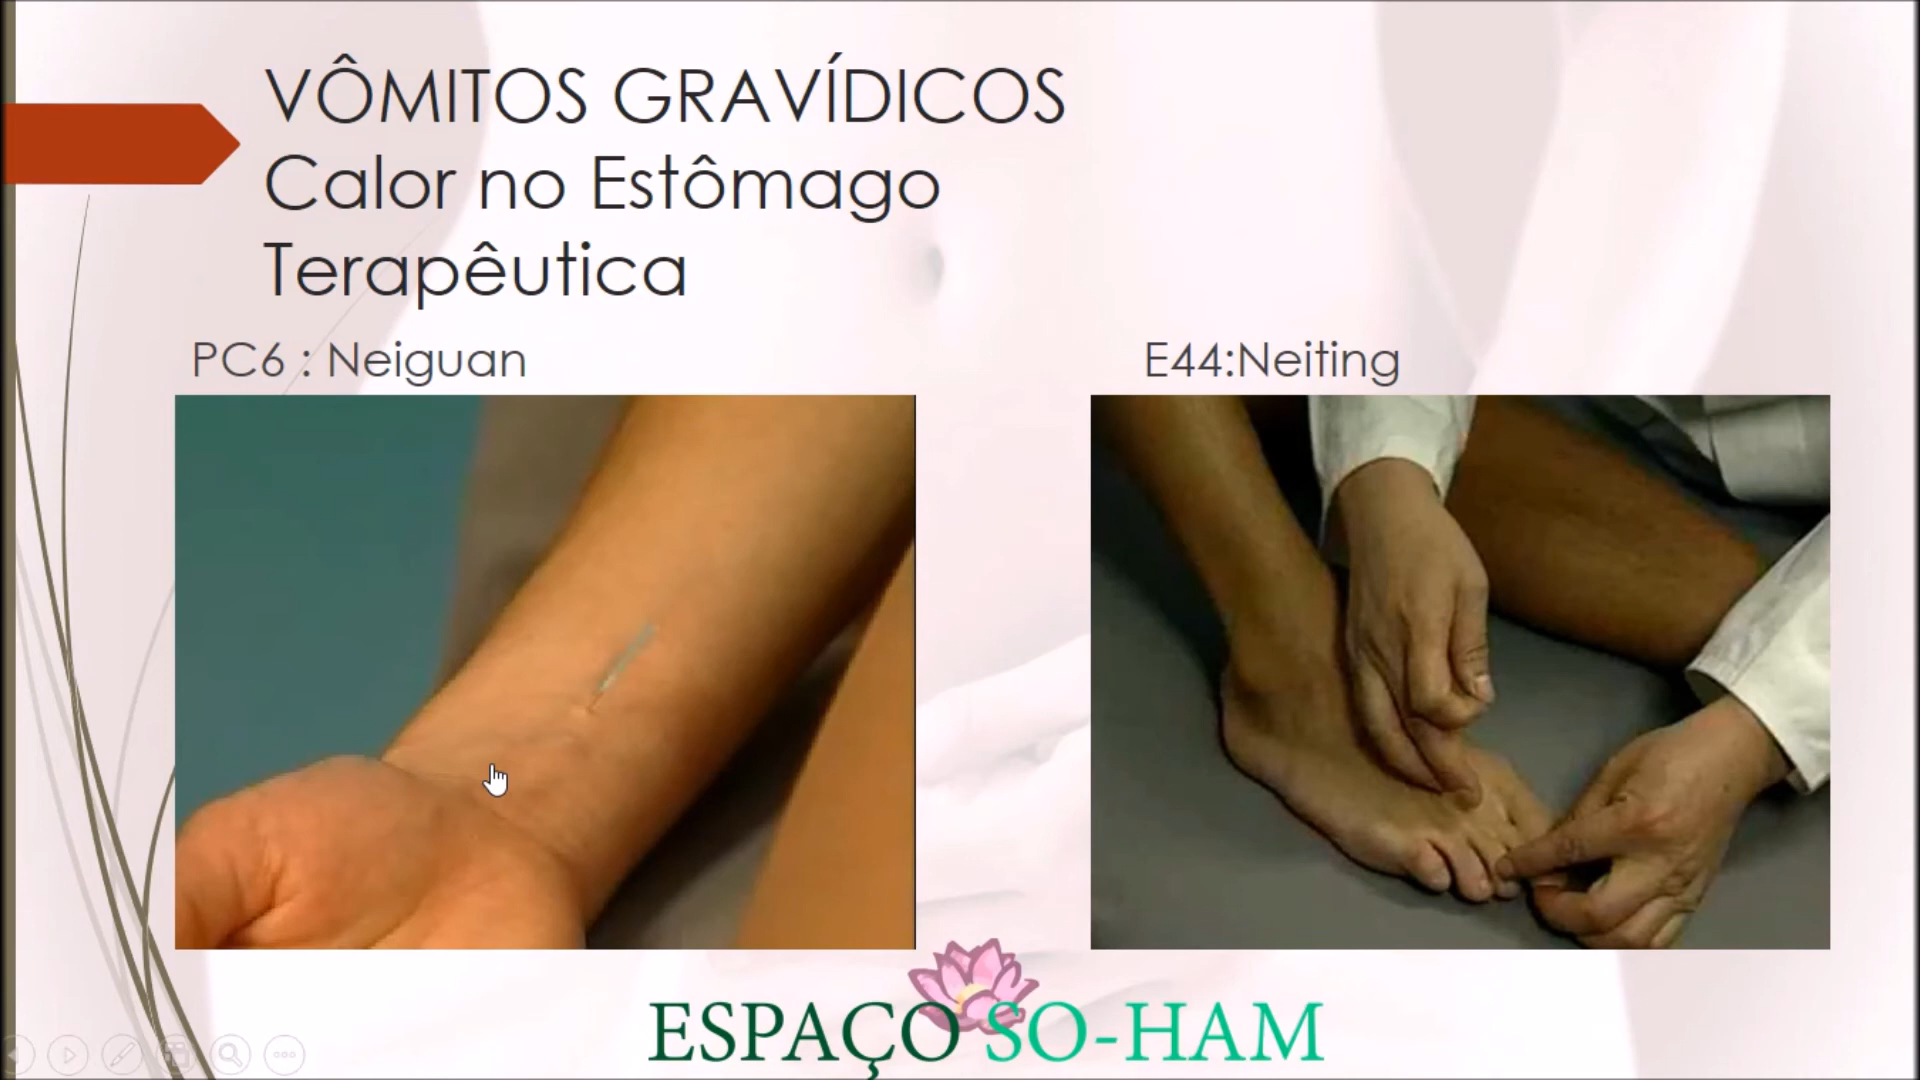 VÔMITOS GRAVÍDICOS
Calor no Estômago
Terapêutica
PC6 : Neiguan
E44:Neiting
ESPAÇO SO-HAM